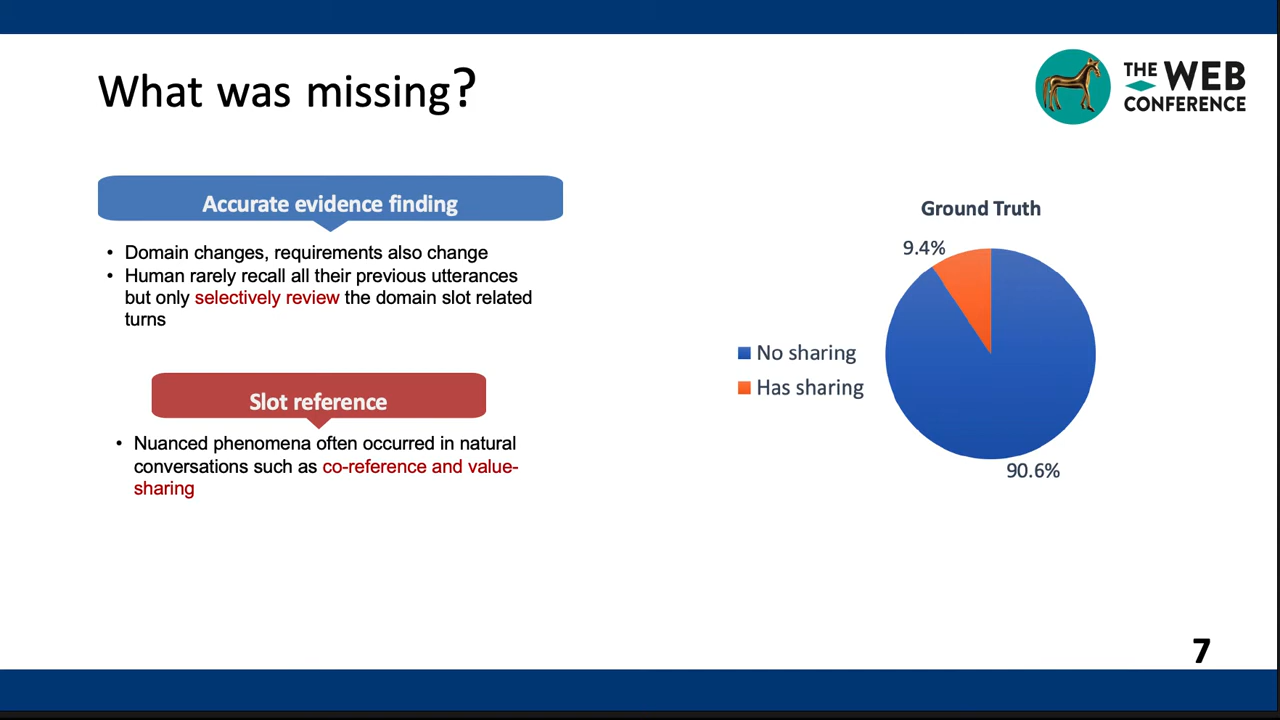 What was missing?
THE WEB
CONFERENCE
Accurate evidence finding
• Domain changes, requirements also change
• Human rarely recall all their previous utterances
but only selectively review the domain slot related
turns
Slot reference
• Nuanced phenomena often occurred in natural
conversations such as co-reference and value-
sharing
Ground Truth
9.4%
No sharing
Has sharing
90.6%
7